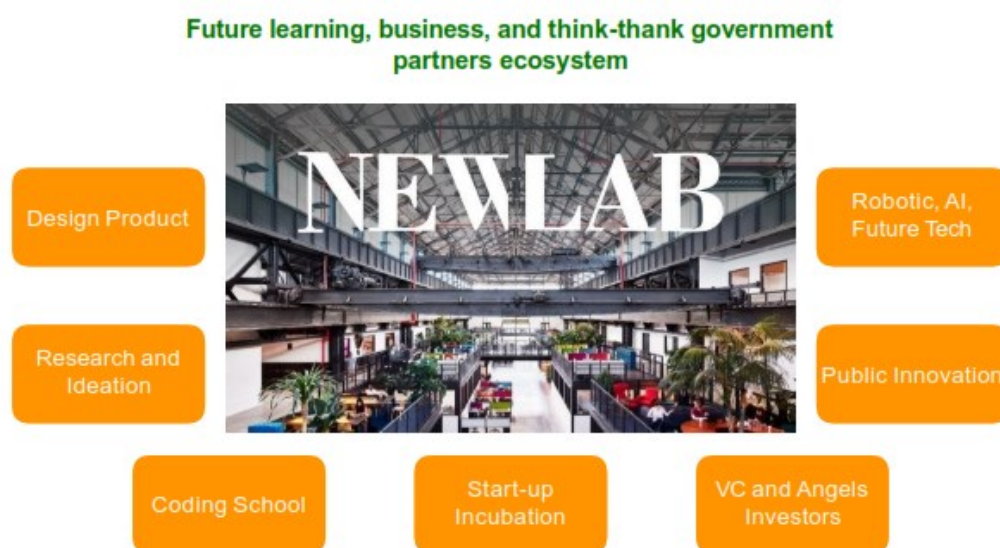 Future learning, business, and think-thank government
partners ecosystem
NEWLAB
Design Product
Robotic, AI,
Future Tech
Research and
Ideation
Public Innovation
Coding School
Start-up
Incubation
VC and Angels
Investors